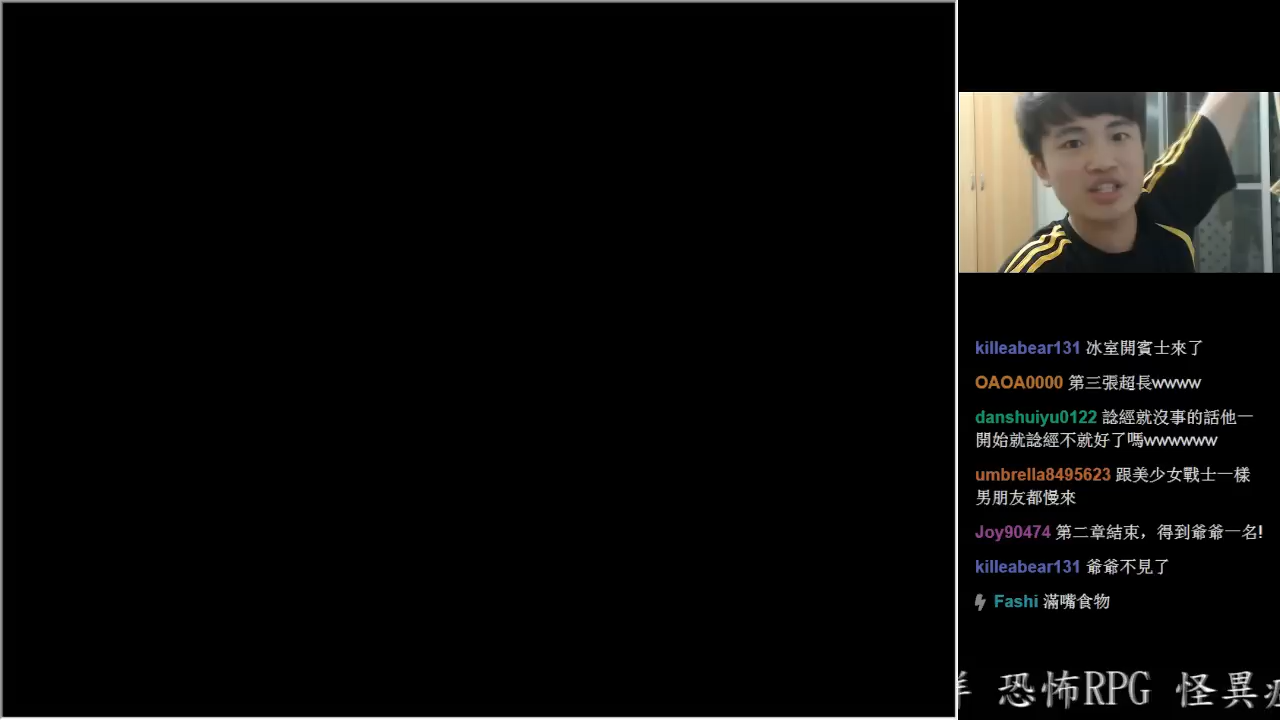 killeabear131 冰室開賓士來了
OAOA0000 第三張超長wwww
danshuiyu0122 諗經就沒事的話他一
開始就諗經不就好了嗎wwwwww
umbrella8495623 跟美少女戰士一樣
男朋友都慢來
Joy90474 第二章結束，得到爺爺一名!
killeabear131 爺爺不見了
Fashi 滿嘴食物
恐怖RPG 怪異